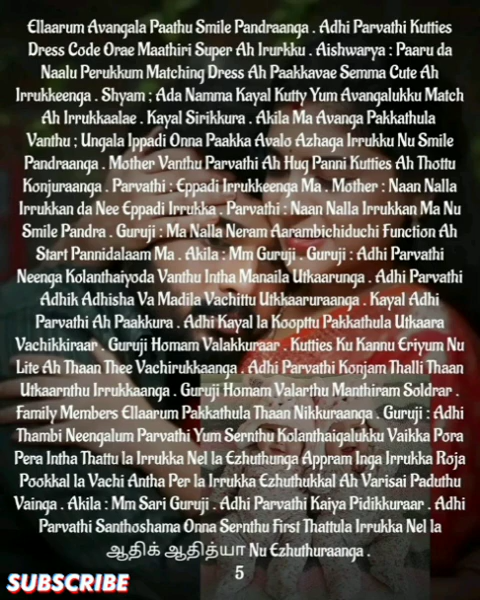 Ellaarum Avangala Paathu Smile Pandraanga . Adhi Parvathi Kutties
Dress Code Orae Maathiri Super Ah Irurkku . Aishwarya : Paaru da
Naalu Perukkum Matching Dress Ah Paakkavae Semma Cute Ah
Irrukkeenga . Shyam ; Ada Namma Kayal Kutty Yum Avangalukku Match
Ah Irrukkaalae . Kayal Sirikkura . Akila Ma Avanga Pakkathula
Vanthu ; Ungala Ippadi Onna Paakka Avalo Azhaga Irrukku Nu Smile
Pandraanga . Mother Vanthu Parvathi Ah Hug Panni Kutties Ah Thottu
Konjuraanga . Parvathi : Eppadi Irrukkeenga Ma . Mother : Naan Nalla
Irrukkan da Nee Eppadi Irrukka . Parvathi : Naan Nalla Irrukkan Ma Nu
Smile Pandra . Guruji : Ma Nalla Neram Aarambichiduchi Function Ah
Start Pannidalaam Ma . Akila : Mm Guruji . Guruji : Adhi Parvathi
Neenga Kolanthaiyoda Vanthu Intha Manaila Utkaarunga . Adhi Parvathi
Adhik Adhisha Va Madila Vachittu Utkkaaruraanga . Kayal Adhi
Parvathi Ah Paakkura . Adhi Kayal la Koopttu Pakkathula Utkaara
Vachikkiraar . Guruji Homam Valakkuraar . Kutties Ku Kannu Eriyum Nu
Lite Ah Thaan Thee Vachirukkaanga . Adhi Parvathi Konjam Thalli Thaan
Utkaarnthu Irrukkaanga . Guruji Homam Valarthu Manthiram Soldrar .
Family Members Ellaarum Pakkathula Thaan Nikkuraanga . Guruji : Adhi
Thambi Neengalum Parvathi Yum Sernthu Kolanthaigalukku Vaikka Pora
Pera Intha Thattu la Irrukka Nel la Ezhuthunga Appram Inga Irrukka Roja
Pookkal la Vachi Antha Per la Irrukka Ezhuthukkal Ah Varisai Paduthu
Vainga . Akila : Mm Sari Guruji . Adhi Parvathi Kaiya Pidikkuraar . Adhi
Parvathi Santhoshama Onna Sernthu First Thattula Irrukka Nel la
ஆதிக் ஆதித்யா Nu Ezhuthuraanga .
5
SUBSCRIBE